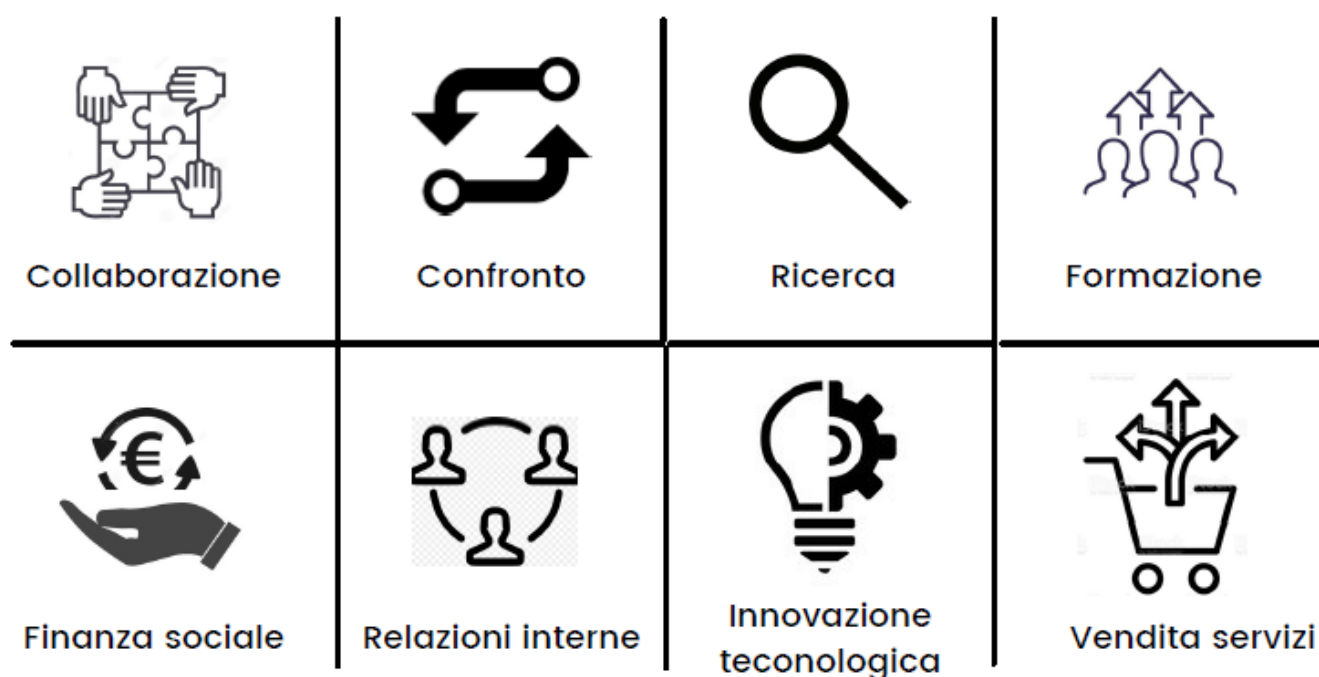 Collaborazione
Confronto
Ricerca
Formazione
€
Finanza sociale
Relazioni interne
Innovazione
teconologica
Vendita servizi